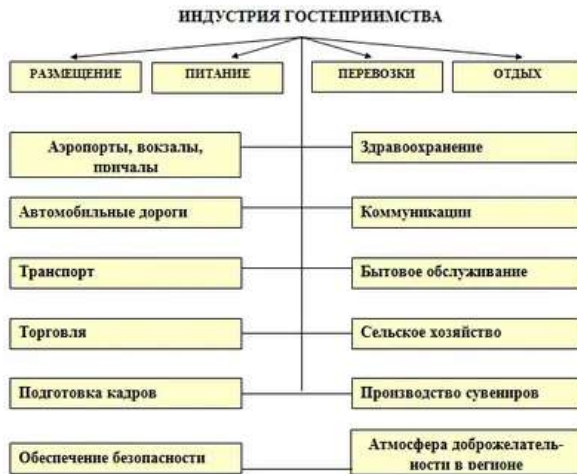 ИНДУСТРИЯ ГОСТЕПРИИМСТВА
РАЗМЕЩЕНИЕ
ПИТАНИЕ
ПЕРЕВОЗКИ
ОТДЫХ
Аэропорты, вокзалы,
причалы
Здравоохранение
Автомобильные дороги
Коммуникации
Транспорт
Бытовое обслуживание
Торговля
Сельское хозяйство
Подготовка кадров
Производство сувениров
Обеспечение безопасности
Атмосфера доброжелатель-
ности в регионе